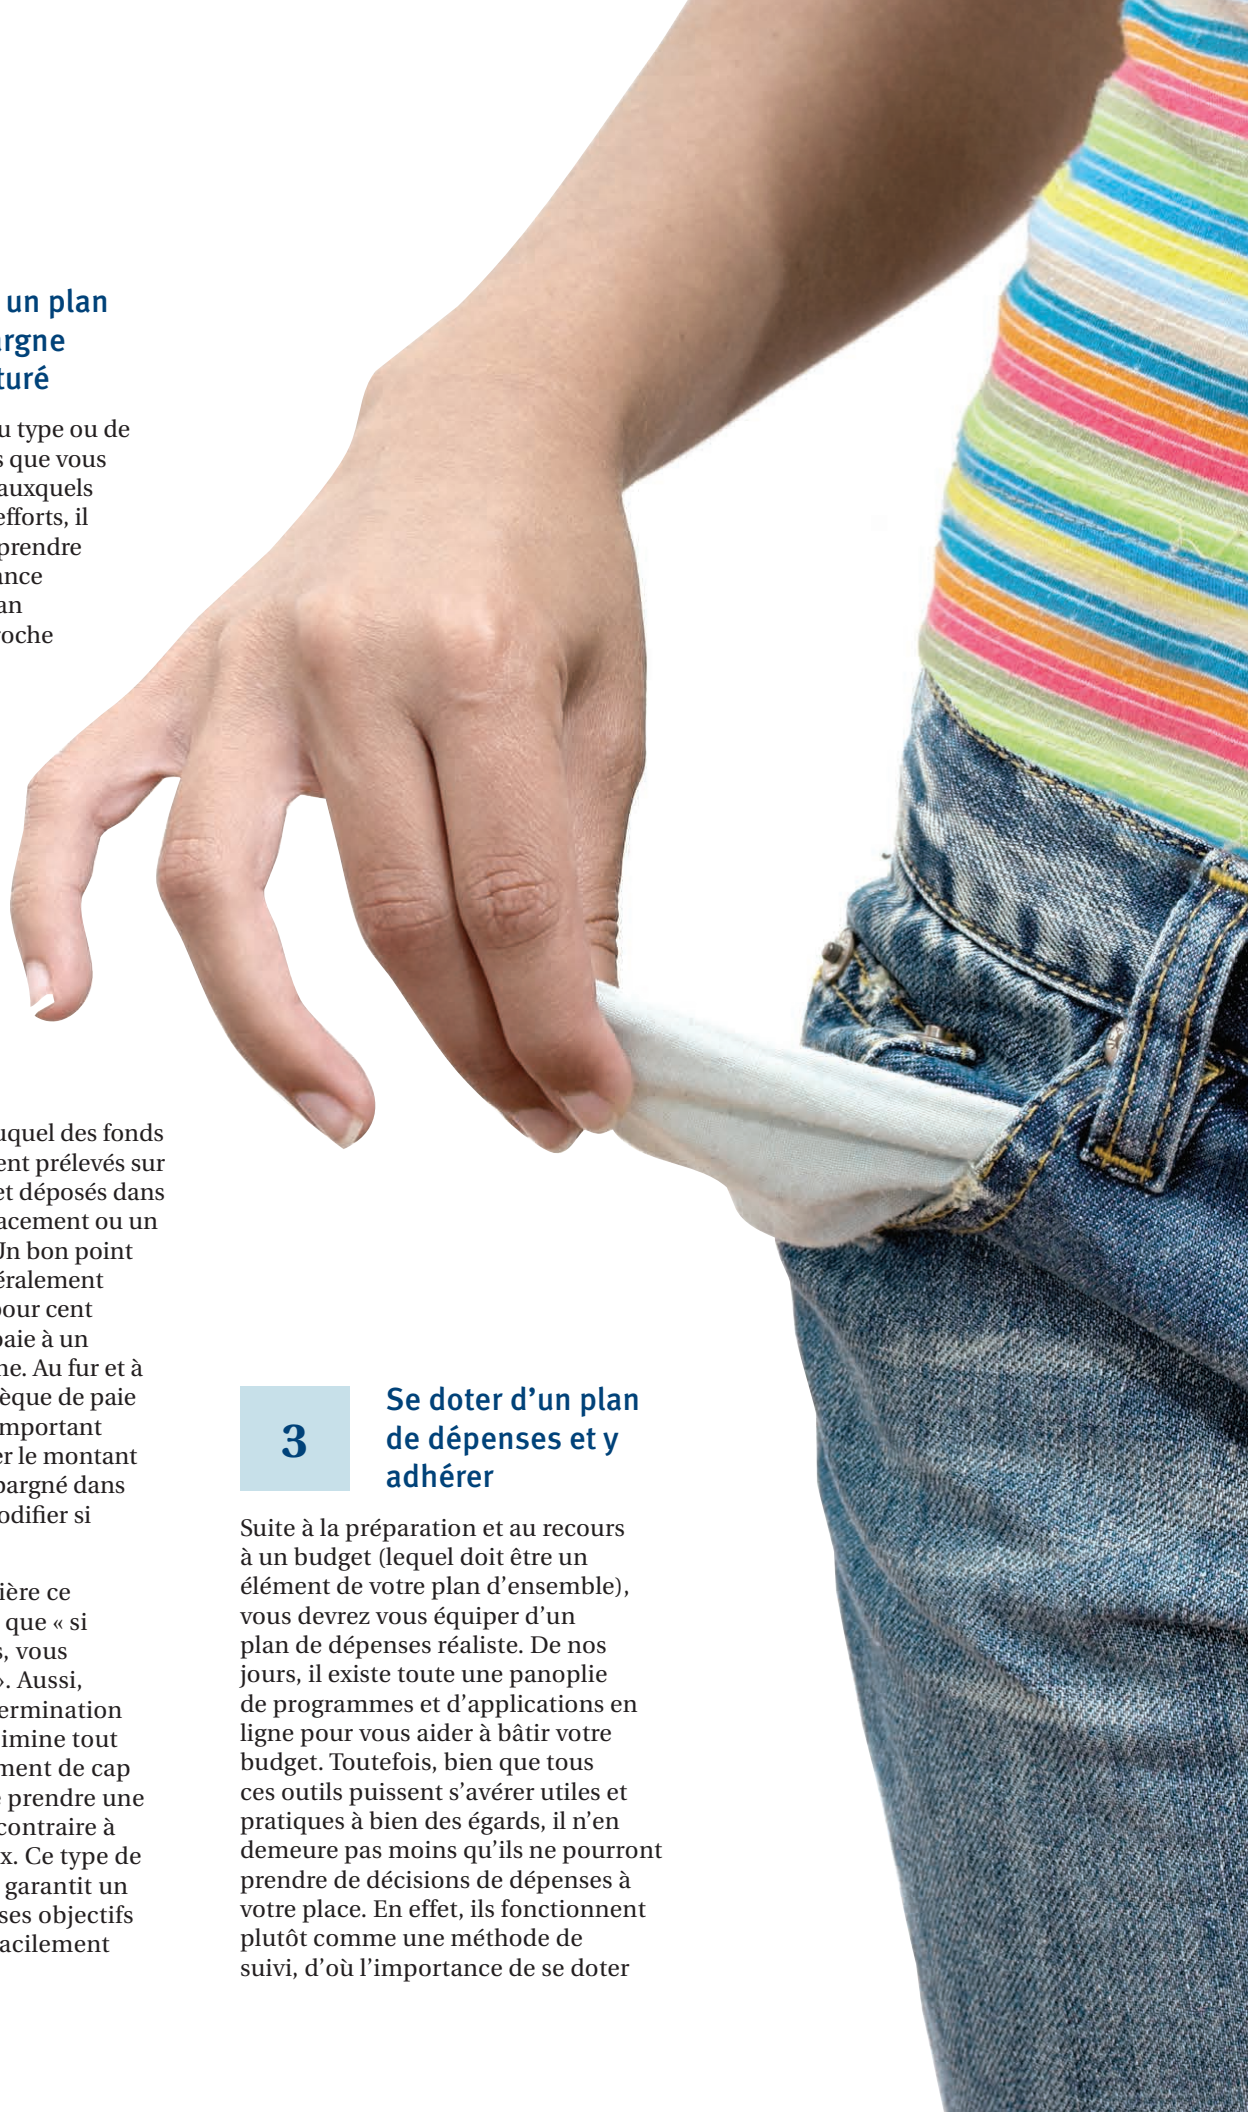 un plan
argne
turé
u type ou de
s que vous
auxquels
efforts, il
prendre
ance
an
oche
uquel des fonds
ent prélevés sur
et déposés dans
acement ou un
Un bon point
éralement
pour cent
paie à un
ne. Au fur et à
èque de paie
important
er le montant
pargné dans
odifier si
ière ce
que « si
s, vous
». Aussi,
ermination
imine tout
ment de cap
e prendre une
contraire à
x. Ce type de
garantit un
ses objectifs
acilement
3
Se doter d’un plan
de dépenses et y
adhérer
Suite à la préparation et au recours
à un budget (lequel doit être un
élément de votre plan d’ensemble),
vous devrez vous équiper d’un
plan de dépenses réaliste. De nos
jours, il existe toute une panoplie
de programmes et d’applications en
ligne pour vous aider à bâtir votre
budget. Toutefois, bien que tous
ces outils puissent s’avérer utiles et
pratiques à bien des égards, il n’en
demeure pas moins qu’ils ne pourront
prendre de décisions de dépenses à
votre place. En effet, ils fonctionnent
plutôt comme une méthode de
suivi, d’où l’importance de se doter